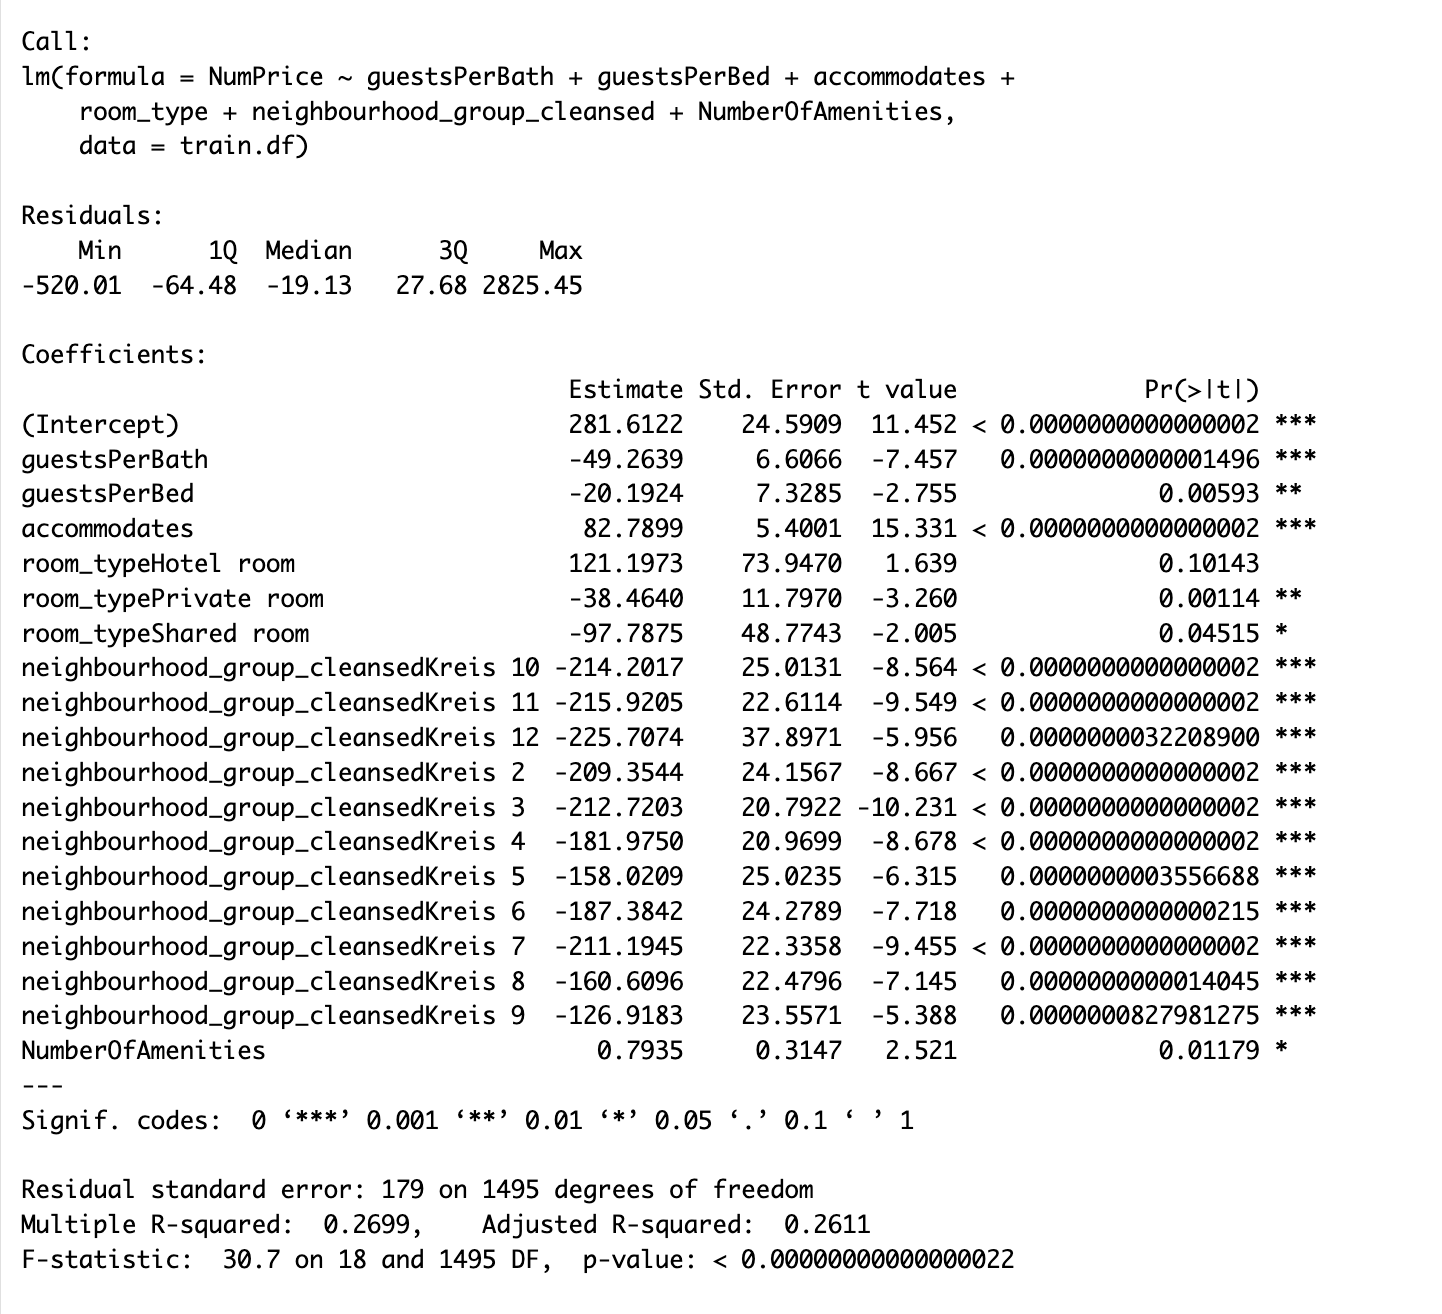 Call:
lm(formula = NumPrice ~ guestsPerBath + guestsPerBed + accommodates +
    room_type + neighbourhood_group_cleansed + NumberOfAmenities,
    data = train.df)

Residuals:
    Min      1Q  Median      3Q     Max
-520.01  -64.48  -19.13   27.68 2825.45

Coefficients:
                                      Estimate Std. Error t value             Pr(>|t|)
(Intercept)                           281.6122    24.5909  11.452 < 0.0000000000000002 ***
guestsPerBath                         -49.2639     6.6066  -7.457   0.0000000000001496 ***
guestsPerBed                          -20.1924     7.3285  -2.755              0.00593 **
accommodates                           82.7899     5.4001  15.331 < 0.0000000000000002 ***
room_typeHotel room                   121.1973    73.9470   1.639              0.10143
room_typePrivate room                 -38.4640    11.7970  -3.260              0.00114 **
room_typeShared room                  -97.7875    48.7743  -2.005              0.04515 *
neighbourhood_group_cleansedKreis 10 -214.2017    25.0131  -8.564 < 0.0000000000000002 ***
neighbourhood_group_cleansedKreis 11 -215.9205    22.6114  -9.549 < 0.0000000000000002 ***
neighbourhood_group_cleansedKreis 12 -225.7074    37.8971  -5.956   0.0000000032208900 ***
neighbourhood_group_cleansedKreis 2  -209.3544    24.1567  -8.667 < 0.0000000000000002 ***
neighbourhood_group_cleansedKreis 3  -212.7203    20.7922 -10.231 < 0.0000000000000002 ***
neighbourhood_group_cleansedKreis 4  -181.9750    20.9699  -8.678 < 0.0000000000000002 ***
neighbourhood_group_cleansedKreis 5  -158.0209    25.0235  -6.315   0.0000000003556688 ***
neighbourhood_group_cleansedKreis 6  -187.3842    24.2789  -7.718   0.0000000000000215 ***
neighbourhood_group_cleansedKreis 7  -211.1945    22.3358  -9.455 < 0.0000000000000002 ***
neighbourhood_group_cleansedKreis 8  -160.6096    22.4796  -7.145   0.0000000000014045 ***
neighbourhood_group_cleansedKreis 9  -126.9183    23.5571  -5.388   0.0000000827981275 ***
NumberOfAmenities                       0.7935     0.3147   2.521              0.01179 *
---
Signif. codes:  0 ‘***’ 0.001 ‘**’ 0.01 ‘*’ 0.05 ‘.’ 0.1 ‘ ’ 1

Residual standard error: 179 on 1495 degrees of freedom
Multiple R-squared:  0.2699,    Adjusted R-squared:  0.2611
F-statistic:  30.7 on 18 and 1495 DF,  p-value: < 0.00000000000000022